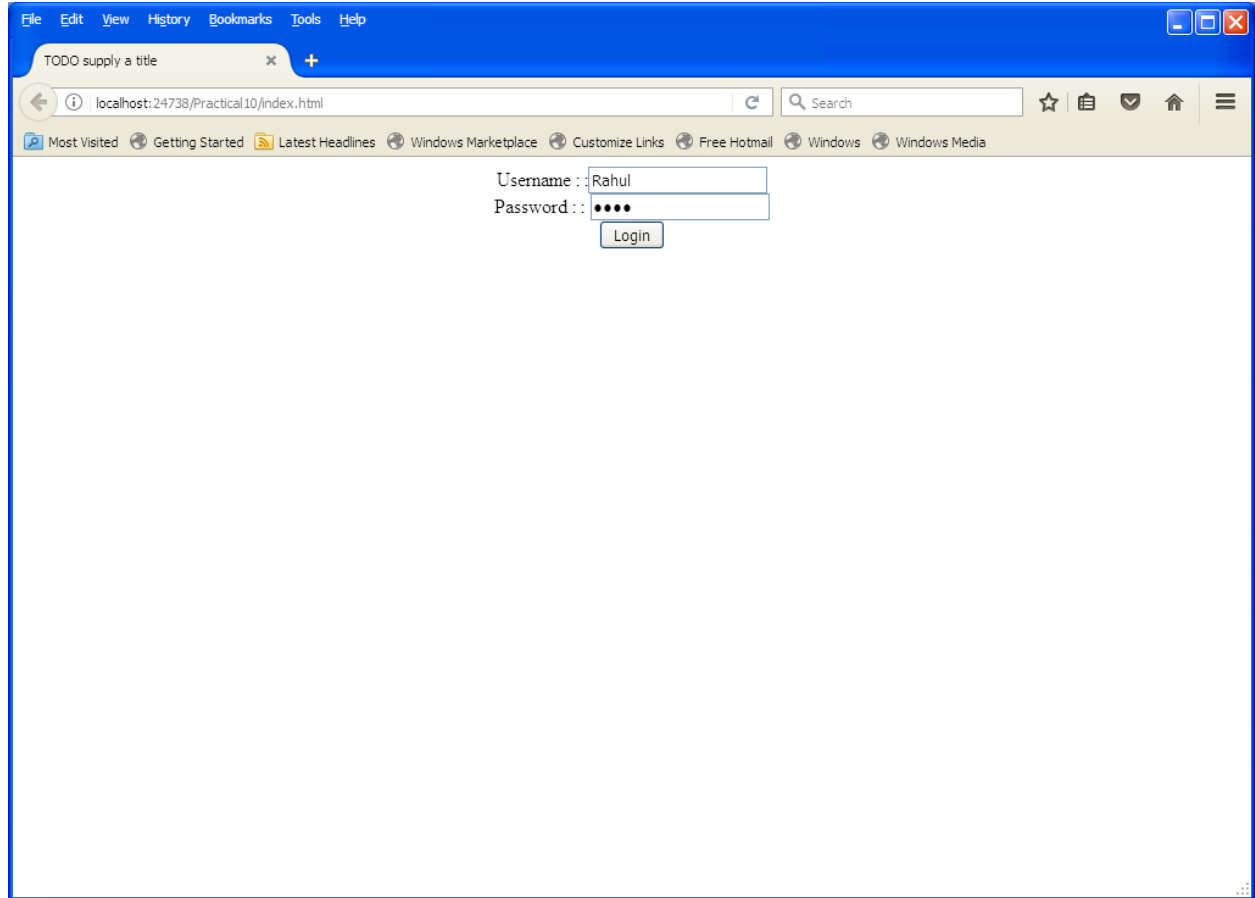 File Edit View History Bookmarks Tools Help
TODO supply a title
localhost:24738/Practical10/index.html
Search
Most Visited Getting Started Latest Headlines Windows Marketplace Customize Links Free Hotmail Windows Windows Media
Username : :Rahul
Password : : ●●●●
Login